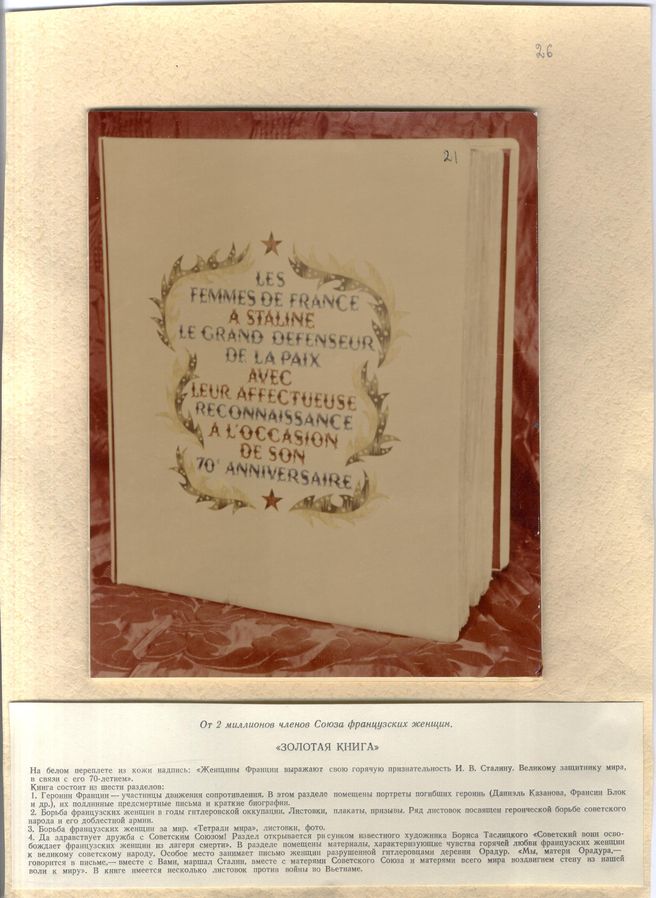 26
21
LES
FEMMES DE FRANCE
A STALINE
LE GRAND DEFENSEUR
DE LA PAIX
AVEC
LEUR AFFECTUEUSE
RECONNAISSANCE
A L'OCCASION
DE SON
70e ANNIVERSAIRE
От 2 миллионов членов Союза французских женщин.
«ЗОЛОТАЯ КНИГА»
На белом переплете из кожи надпись: «Женщины Франции выражают свою горячую признательность И. В. Сталину. Великому защитнику мира,
в связи с его 70-летием».
Книга состоит из шести разделов:
1. Героини Франции — участницы движения сопротивления. В этом разделе помещены портреты погибших героинь (Даниэль Казанова, Франсин Блок
и др.), их подлинные предсмертные письма и краткие биографии.
2. Борьба французских женщин в годы гитлеровской оккупации. Листовки, плакаты, призывы. Ряд листовок посвящен героической борьбе советского
народа и его доблестной армии.
3. Борьба французских женщин за мир. «Тетради мира», листовки, фото.
4. Да здравствует дружба с Советским Союзом! Раздел открывается рисунком известного художника Бориса Таслицкого «Советский воин осво-
бождает французских женщин из лагеря смерти». В разделе помещены материалы, характеризующие чувства горячей любви французских женщин
к великому советскому народу. Особое место занимает письмо женщин разрушенной гитлеровцами деревни Орадур. «Мы, матери Орадура,—
говорится в письме,— вместе с Вами, маршал Сталин, вместе с матерями Советского Союза и матерями всего мира воздвигнем стену из нашей
воли к миру». В книге имеется несколько листовок против войны во Вьетнаме.